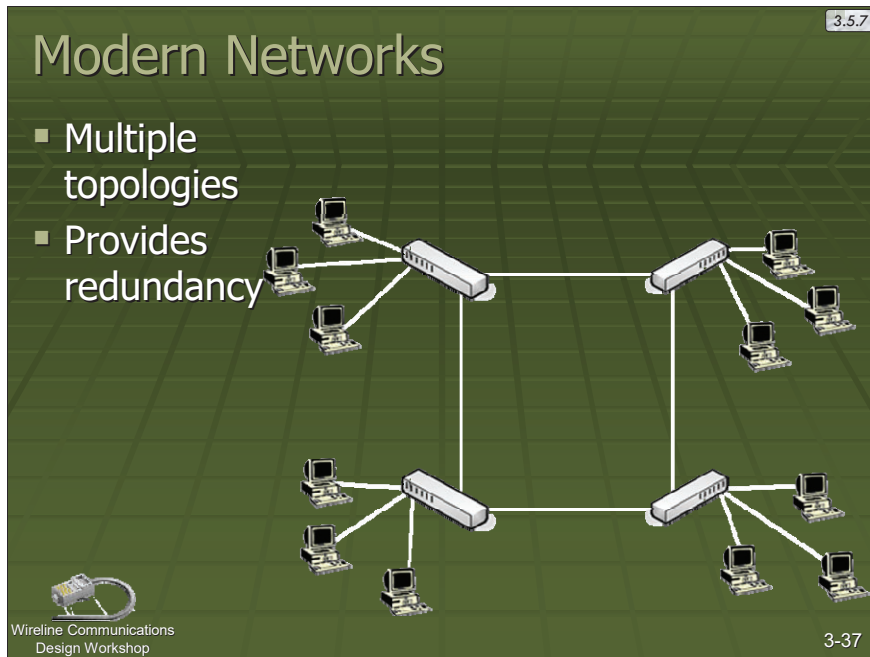 3.5.7
Modern Networks
Multiple
topologies
Provides
redundancy
Wireline Communications
Design Workshop
3-37